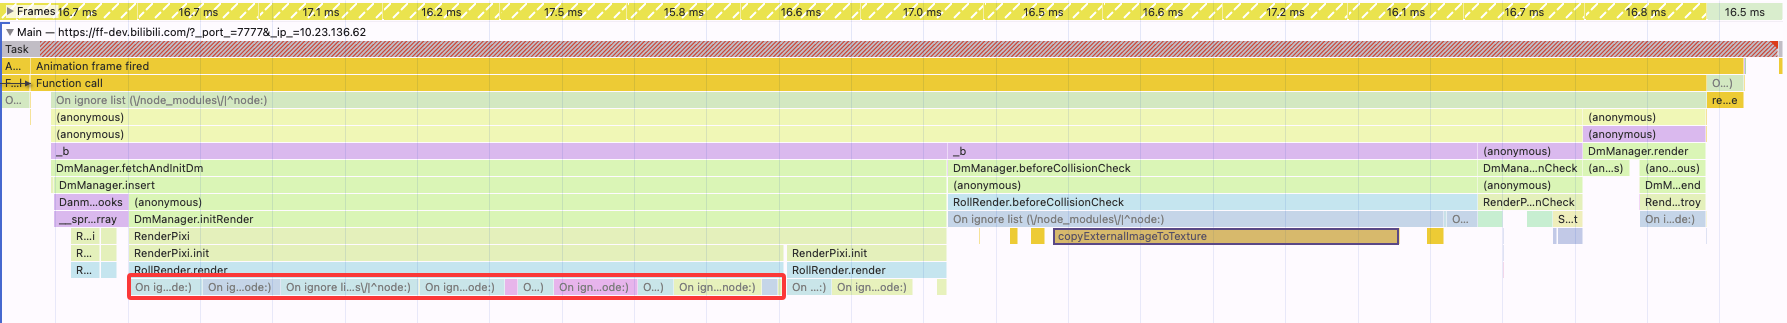 Frames 16.7 ms 16.7 ms 17.1 ms 16.2 ms 17.5 ms 15.8 ms 16.6 ms 17.0 ms 16.5 ms 16.6 ms 17.2 ms 16.1 ms 16.7 ms 16.8 ms 16.5 ms
Main — https://ff-dev.bilibili.com/?_port_=7777&_ip_=10.23.136.62
Task
A... Animation frame fired
F...l Function call O...)
O... On ignore list (\/node_modules\/|^node:) re...e
(anonymous) (anonymous)
(anonymous) (anonymous)
_b _b (anonymous) DmManager.render
DmManager.fetchAndInitDm DmManager.beforeCollisionCheck DmMana...nCheck (an...s) (ano...ous)
DmManager.insert (anonymous) (anonymous) DmM...end
Danm...ooks (anonymous) RollRender.beforeCollisionCheck RenderP...nCheck Rend...troy
__spr...rray DmManager.initRender On ignore list (\/node_modules\/|^node:) O... S...t On i...de:)
R...i RenderPixi copyExternalImageToTexture
R... RenderPixi.init RenderPixi.init
R... RollRender.render RollRender.render
On ig...de:) On ig...ode:) On ignore li...s\/|^node:) On ign...ode:) O...) On ign...ode:) O...) On ign...node:) On ...:) On ign...ode:)